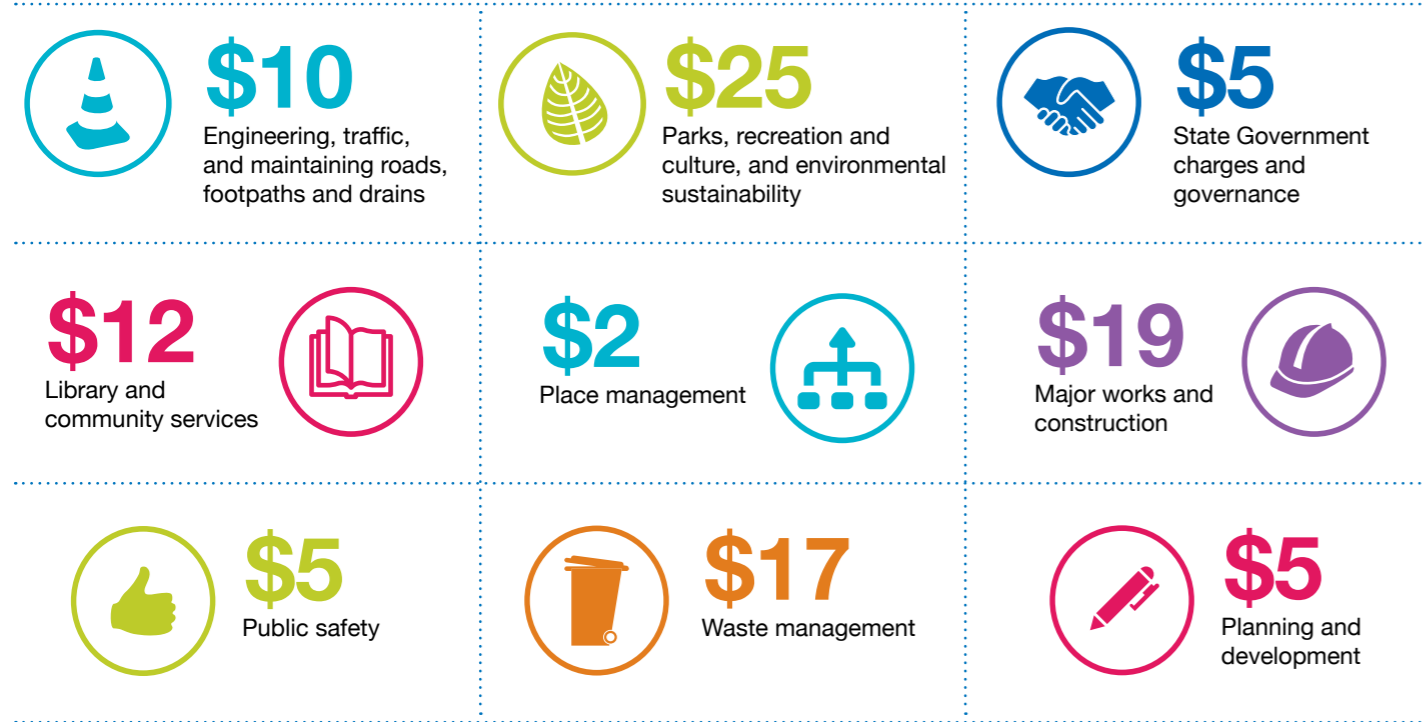 $10
Engineering, traffic,
and maintaining roads,
footpaths and drains
$25
Parks, recreation and
culture, and environmental
sustainability
$5
State Government
charges and
governance
$12
Library and
community services
$2
Place management
$19
Major works and
construction
$5
Public safety
$17
Waste management
$5
Planning and
development